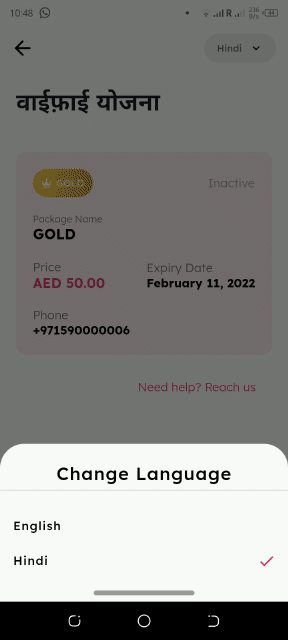 10:48
Hindi
वाईफ़ाई योजना
GOLD
Inactive
Package Name
GOLD
Price
Expiry Date
AED 50.00
February 11, 2022
Phone
+971590000006
Need help? Reach us
Change Language
English
Hindi